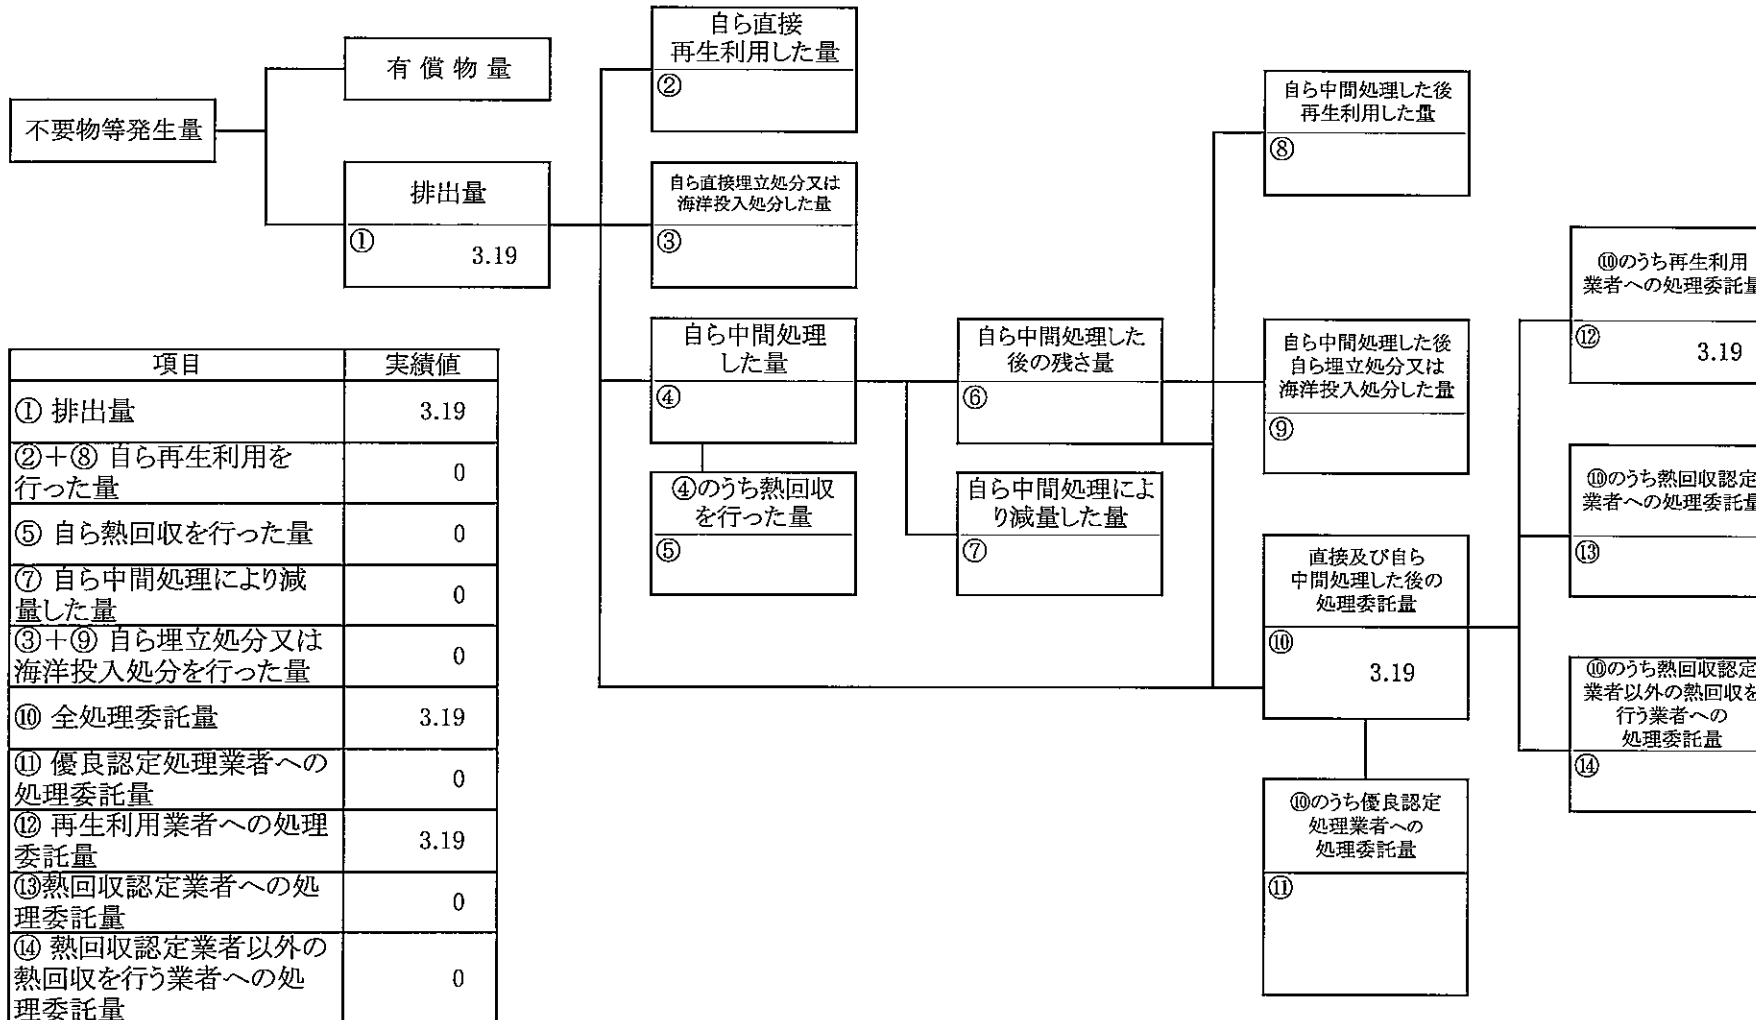 不要物等発生量
有償物量
排出量
①
3.19
自ら直接
再生利用した量
②
自ら直接埋立処分又は
海洋投入処分した量
③
自ら中間処理
した量
④
④のうち熱回収
を行った量
⑤
自ら中間処理した
後の残さ量
⑥
自ら中間処理によ
り減量した量
⑦
自ら中間処理した後
再生利用した量
⑧
自ら中間処理した後
自ら埋立処分又は
海洋投入処分した量
⑨
直接及び自ら
中間処理した後の
処理委託量
⑩
3.19
⑩のうち優良認定
処理業者への
処理委託量
⑪
⑩のうち再生利用
業者への処理委託量
⑫
3.19
⑩のうち熱回収認定
業者への処理委託量
⑬
⑩のうち熱回収認定
業者以外の熱回収を
行う業者への
処理委託量
⑭
項目 実績値
① 排出量 3.19
②+⑧ 自ら再生利用を
行った量 0
⑤ 自ら熱回収を行った量 0
⑦ 自ら中間処理により減
量した量 0
③+⑨ 自ら埋立処分又は
海洋投入処分を行った量 0
⑩ 全処理委託量 3.19
⑪ 優良認定処理業者への
処理委託量 0
⑫ 再生利用業者への処理
委託量 3.19
⑬熱回収認定業者への処
理委託量 0
⑭ 熱回収認定業者以外の
熱回収を行う業者への処
理委託量 0